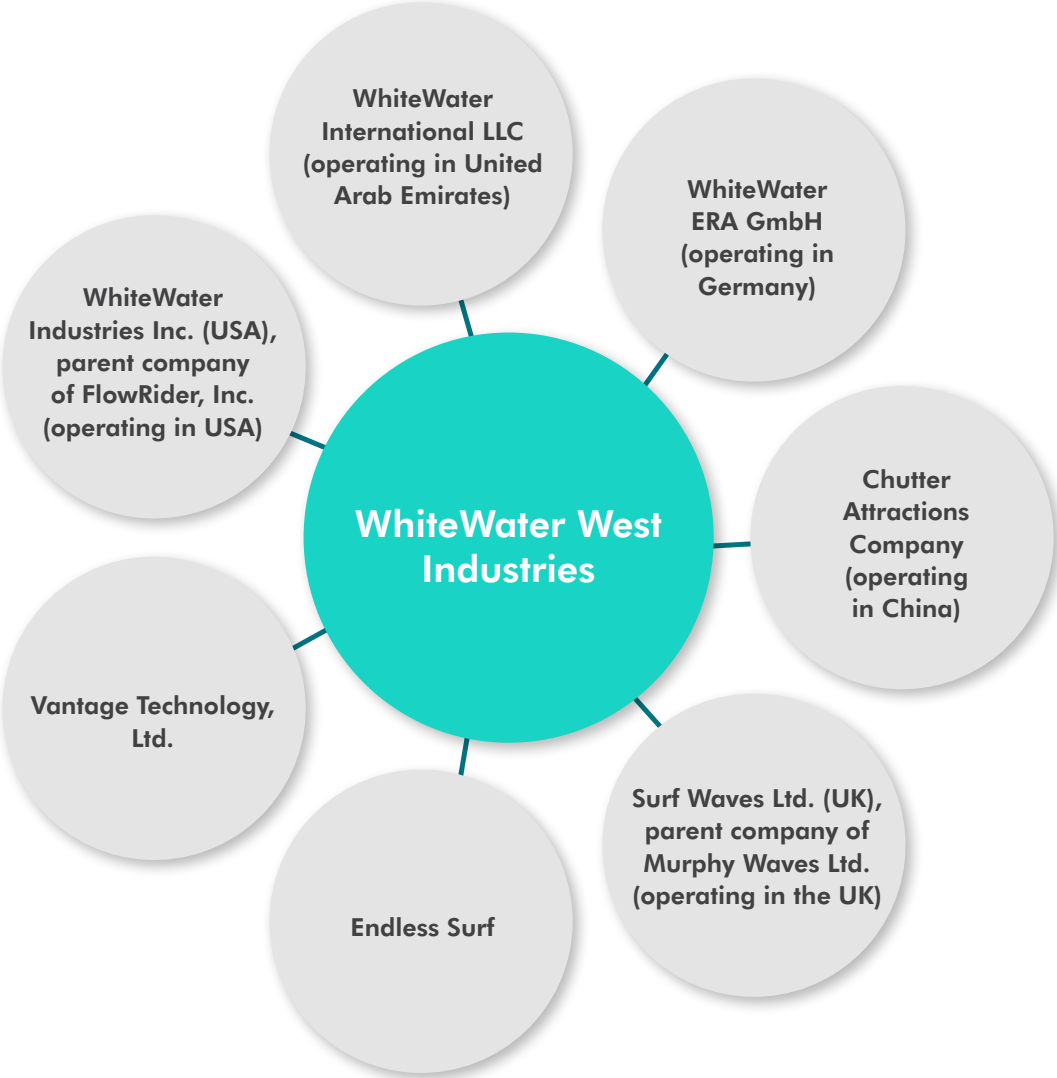 WhiteWater
International LLC
(operating in United
Arab Emirates)
WhiteWater
ERA GmbH
(operating in
Germany)
WhiteWater
Industries Inc. (USA),
parent company
of FlowRider, Inc.
(operating in USA)
WhiteWater West
Industries
Chutter
Attractions
Company
(operating
in China)
Vantage Technology,
Ltd.
Surf Waves Ltd. (UK),
parent company of
Murphy Waves Ltd.
(operating in the UK)
Endless Surf